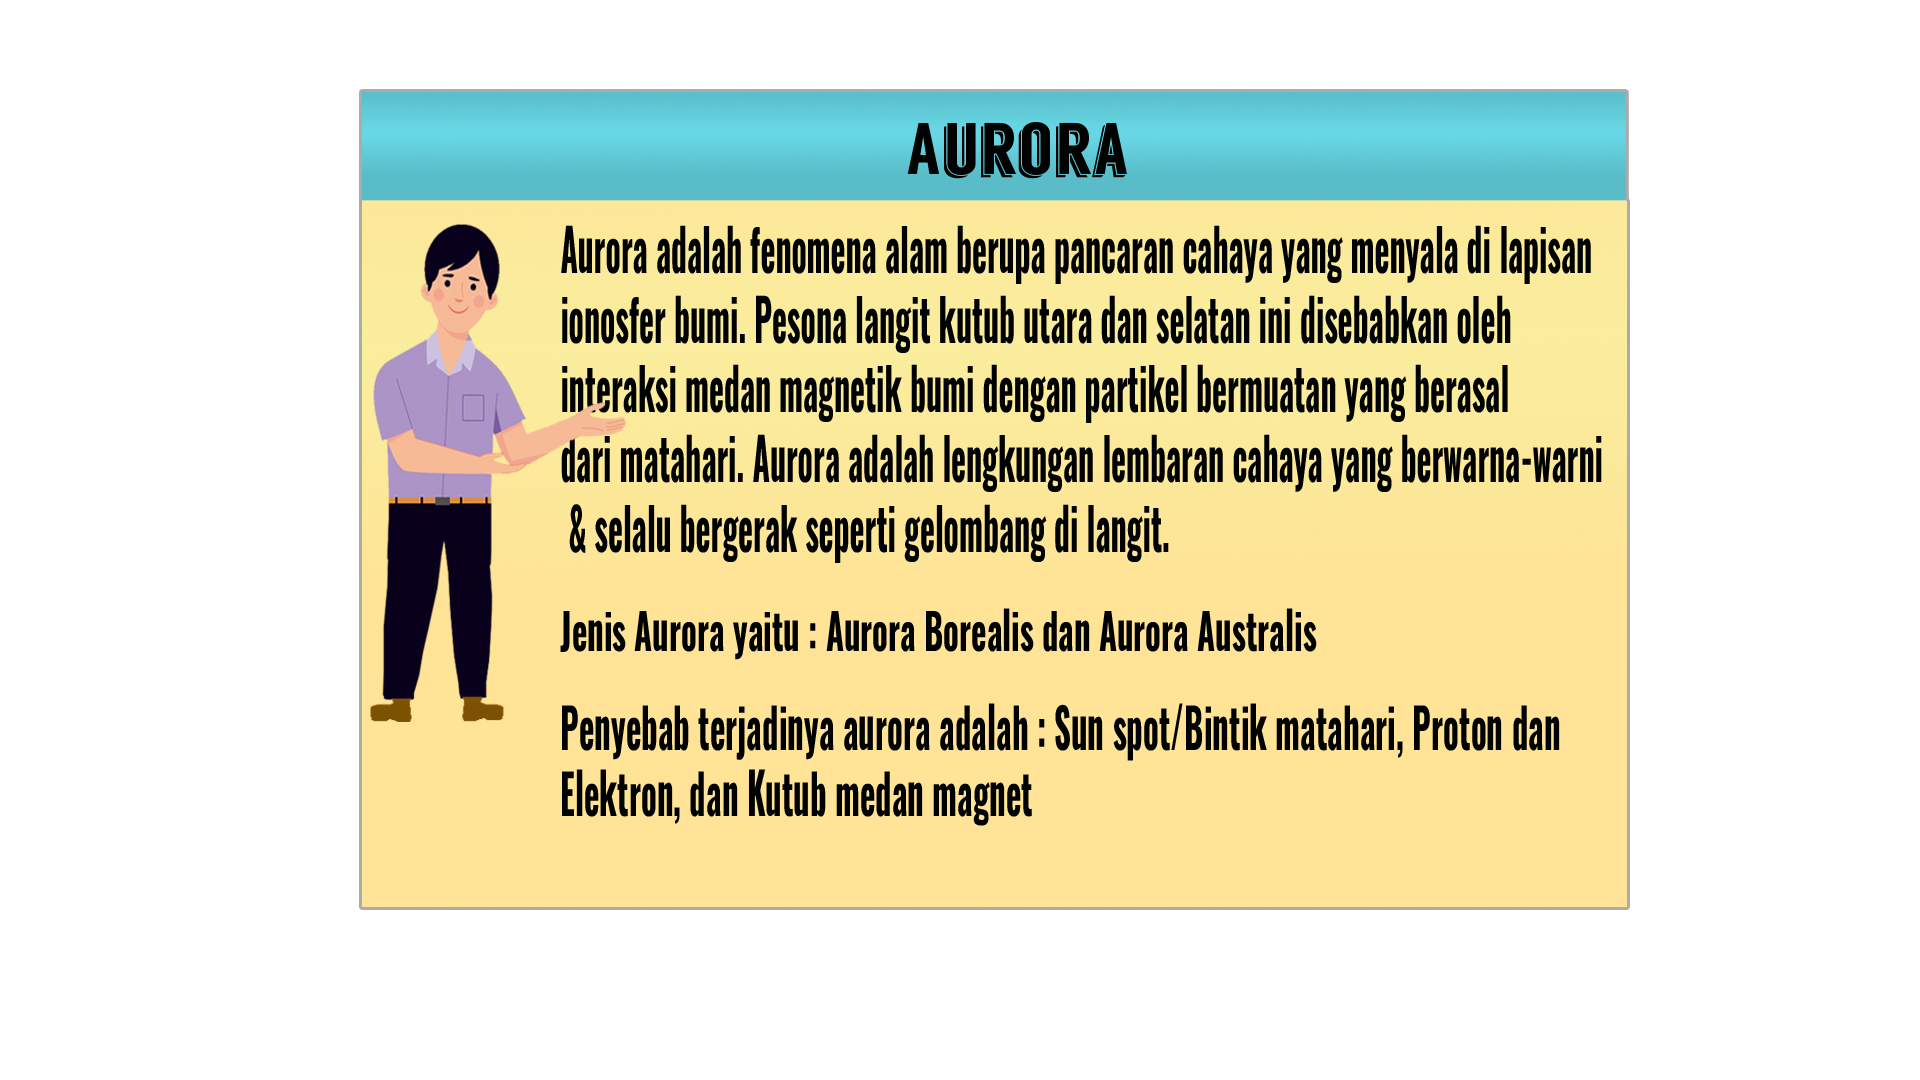 AURORA
Aurora adalah fenomena alam berupa pancaran cahaya yang menyala di lapisan
ionosfer bumi. Pesona langit kutub utara dan selatan ini disebabkan oleh
interaksi medan magnetik bumi dengan partikel bermuatan yang berasal
dari matahari. Aurora adalah lengkungan lembaran cahaya yang berwarna-warni
& selalu bergerak seperti gelombang di langit.
Jenis Aurora yaitu : Aurora Borealis dan Aurora Australis
Penyebab terjadinya aurora adalah : Sun spot/Bintik matahari, Proton dan
Elektron, dan Kutub medan magnet